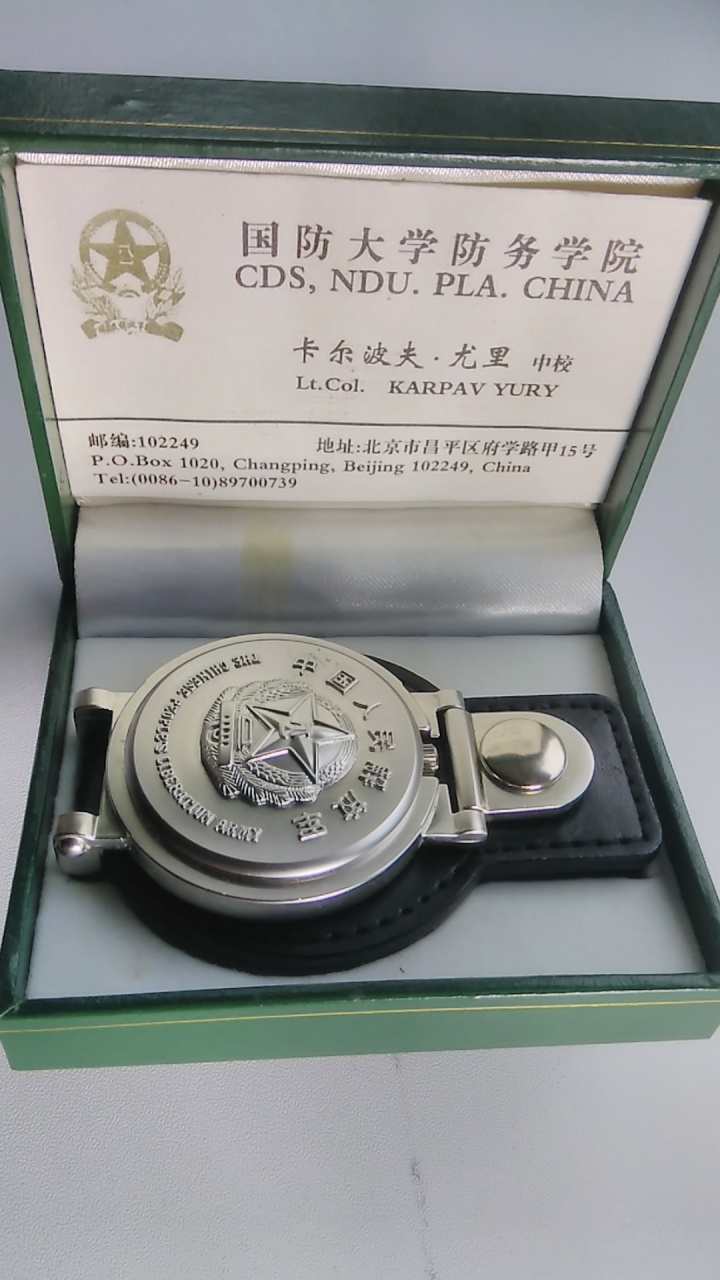 国防大学防务学院
CDS, NDU. PLA. CHINA
卡尔波夫·尤里 中校
Lt.Col. KARPAV YURY
邮编:102249 地址:北京市昌平区府学路甲15号
P.O.Box 1020, Changping, Beijing 102249, China
Tel:(0086-10)89700739
中国人民解放军
THE CHINESE PEOPLE'S LIBERATION ARMY